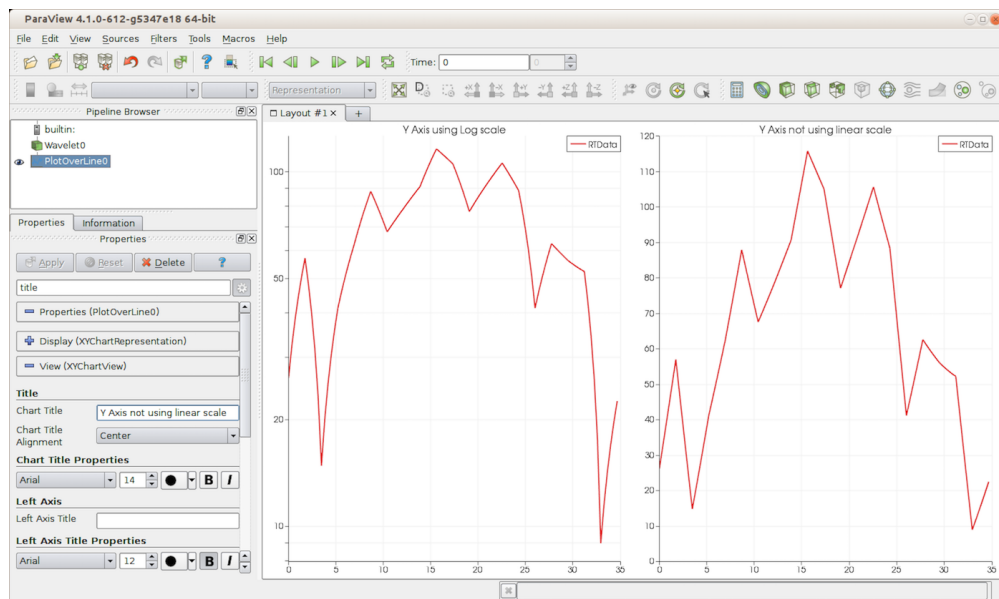 ParaView 4.1.0-612-g5347e18 64-bit
File Edit View Sources Filters Tools Macros Help
Time: 0 0
Representation
Pipeline Browser
builtin:
Wavelet0
PlotOverLine0
Properties Information
Properties
Apply Reset Delete ?
title
Properties (PlotOverLine0)
Display (XYChartRepresentation)
View (XYChartView)
Title
Chart Title Y Axis not using linear scale
Chart Title Alignment Center
Chart Title Properties
Arial 14 B I
Left Axis
Left Axis Title
Left Axis Title Properties
Arial 12 B I
Layout #1 × +
Y Axis using Log scale
RTData
100
50
20
10
0 5 10 15 20 25 30 35
Y Axis not using linear scale
RTData
120
110
100
90
80
70
60
50
40
30
20
10
0
0 5 10 15 20 25 30 35